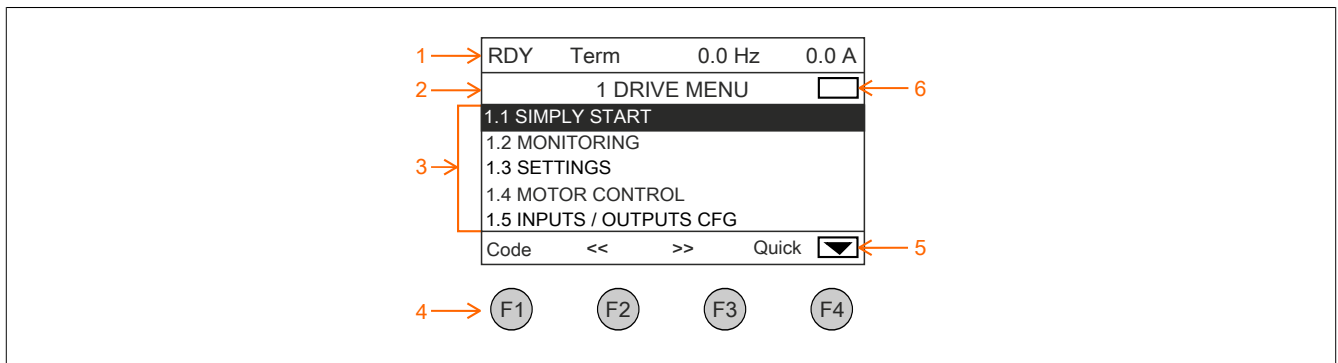 1 RDY Term 0.0 Hz 0.0 A
2 1 DRIVE MENU 6
1.1 SIMPLY START
1.2 MONITORING
3 1.3 SETTINGS
1.4 MOTOR CONTROL
1.5 INPUTS / OUTPUTS CFG
Code << >> Quick 5
4 F1 F2 F3 F4